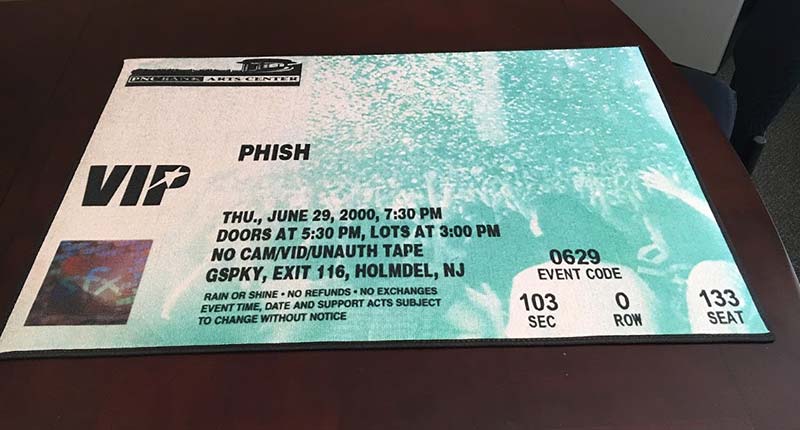 PNC BANK ARTS CENTER
PHISH
VIP
THU., JUNE 29, 2000, 7:30 PM
DOORS AT 5:30 PM, LOTS AT 3:00 PM
NO CAM/VID/UNAUTH TAPE
GSPKY, EXIT 116, HOLMDEL, NJ
RAIN OR SHINE • NO REFUNDS • NO EXCHANGES
EVENT TIME, DATE AND SUPPORT ACTS SUBJECT
TO CHANGE WITHOUT NOTICE
SFX
0629
EVENT CODE
103 0 133
SEC ROW SEAT